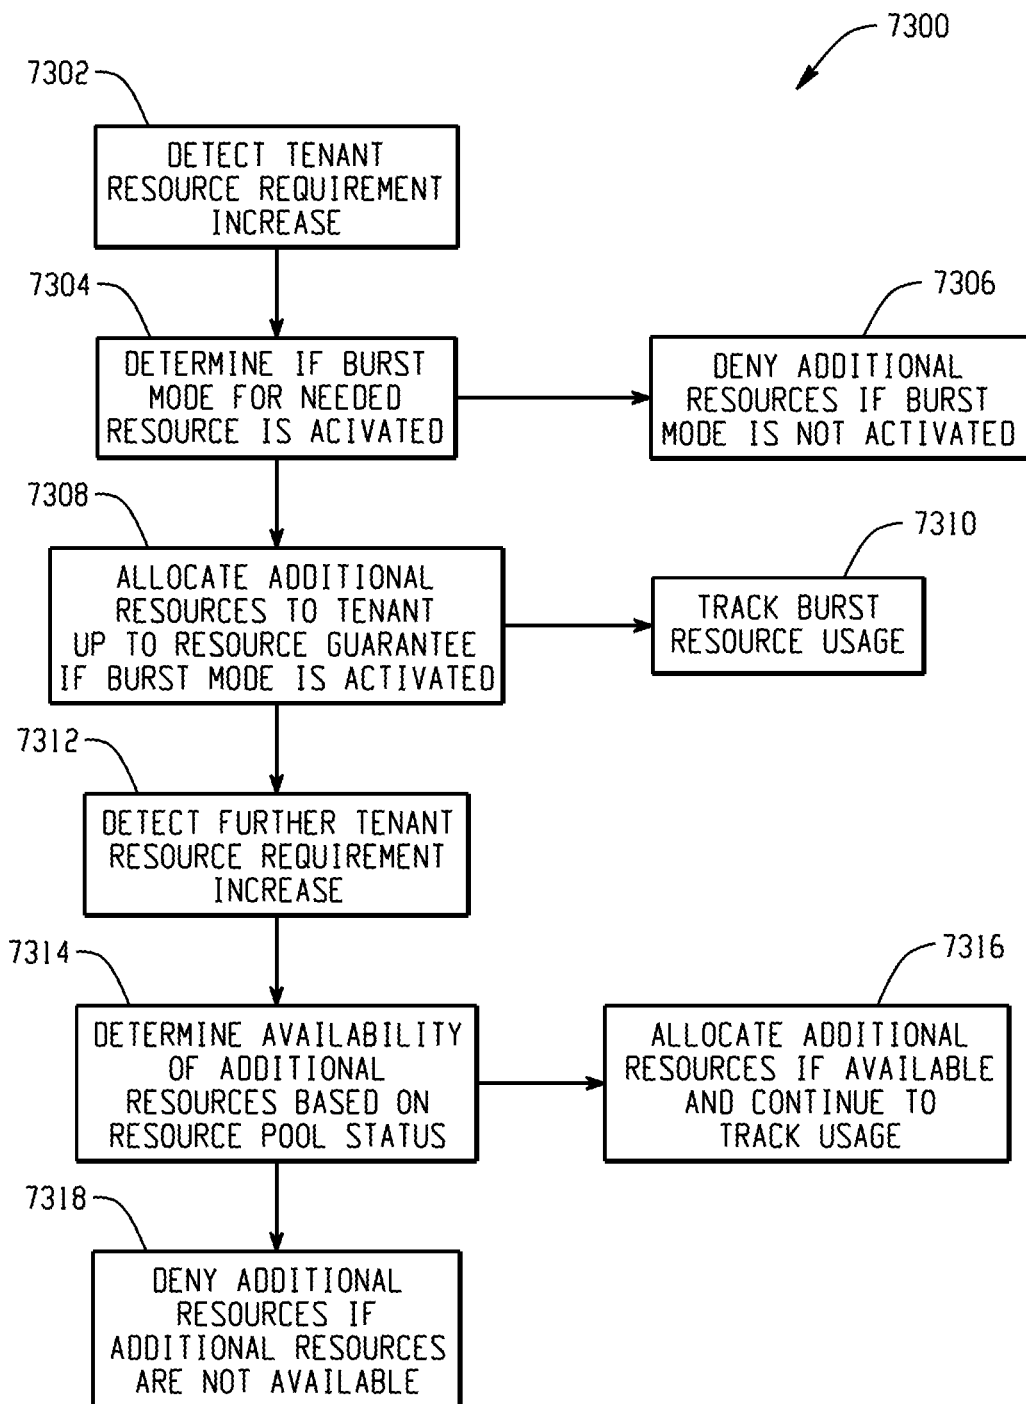 7300
7302
DETECT TENANT
RESOURCE REQUIREMENT
INCREASE
7304
DETERMINE IF BURST
MODE FOR NEEDED
RESOURCE IS ACIVATED
7306
DENY ADDITIONAL
RESOURCES IF BURST
MODE IS NOT ACTIVATED
7308
ALLOCATE ADDITIONAL
RESOURCES TO TENANT
UP TO RESOURCE GUARANTEE
IF BURST MODE IS ACTIVATED
7310
TRACK BURST
RESOURCE USAGE
7312
DETECT FURTHER TENANT
RESOURCE REQUIREMENT
INCREASE
7314
DETERMINE AVAILABILITY
OF ADDITIONAL
RESOURCES BASED ON
RESOURCE POOL STATUS
7316
ALLOCATE ADDITIONAL
RESOURCES IF AVAILABLE
AND CONTINUE TO
TRACK USAGE
7318
DENY ADDITIONAL
RESOURCES IF
ADDITIONAL RESOURCES
ARE NOT AVAILABLE